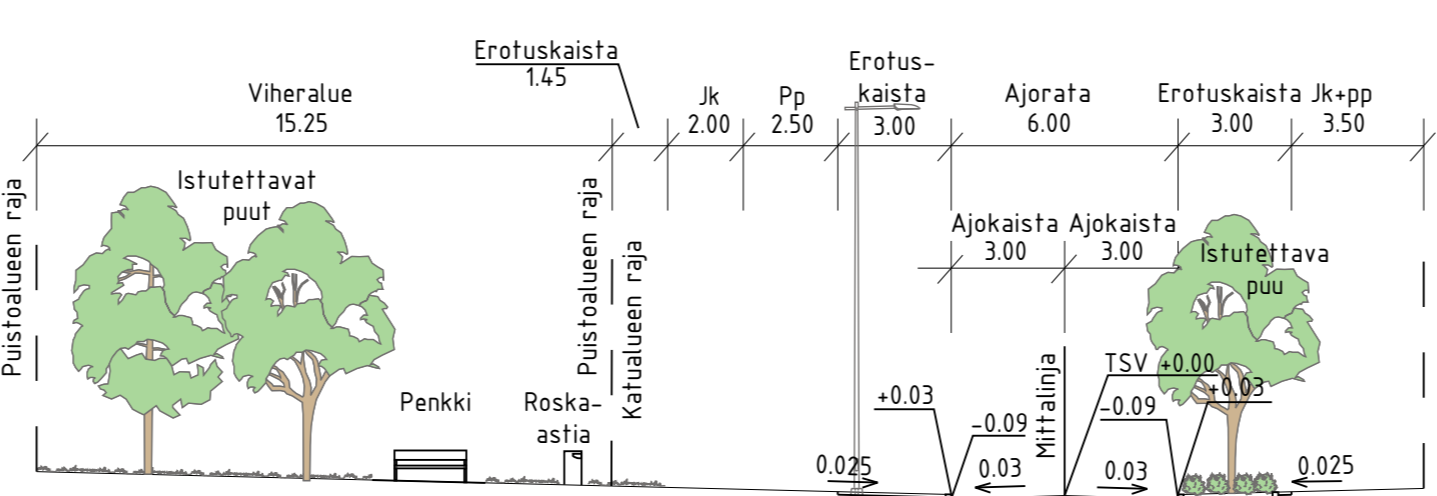 Erotuskaista
1.45
Erotus-
kaista
3.00
Viheralue
15.25
Jk
2.00
Pp
2.50
Ajorata
6.00
Erotuskaista
3.00
Jk+pp
3.50
Puistoalueen raja
Istutettavat
puut
Puistoalueen raja
Katualueen raja
Ajokaista
3.00
Ajokaista
3.00
Istutettava
puu
Penkki
Roska-
astia
Mittalinja
TSV +0.00
+0.03
+0.03
-0.09
-0.09
0.025
0.03
0.03
0.025